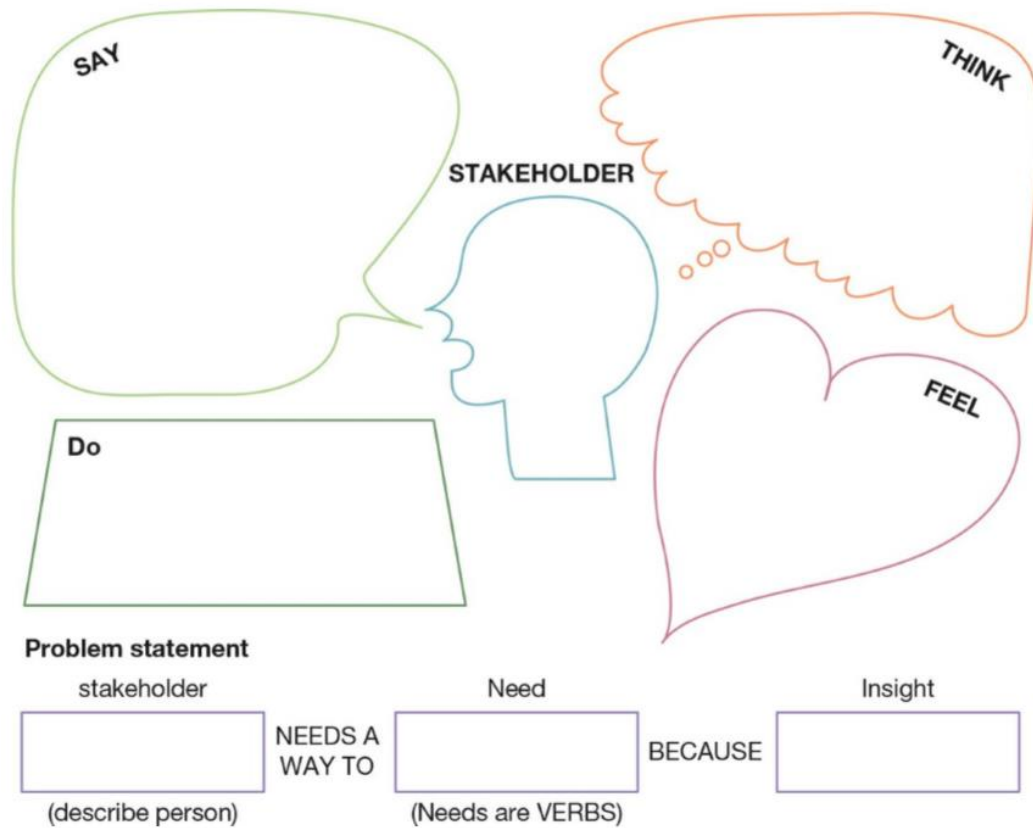 SAY
THINK
STAKEHOLDER
FEEL
Do
Problem statement
stakeholder
Need
Insight
NEEDS A
WAY TO
BECAUSE
(describe person)
(Needs are VERBS)